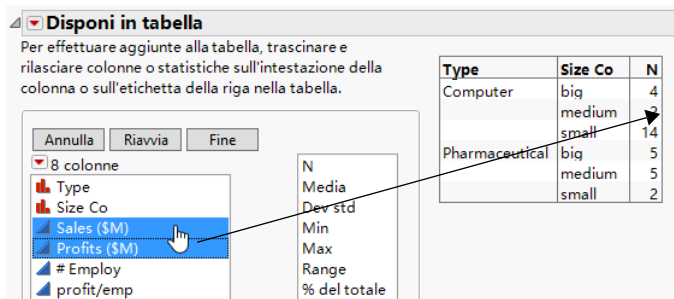 Disponi in tabella
Per effettuare aggiunte alla tabella, trascinare e
rilasciare colonne o statistiche sull'intestazione della
colonna o sull'etichetta della riga nella tabella.
Annulla Riavvia Fine
8 colonne
Type
Size Co
Sales ($M)
Profits ($M)
# Employ
profit/emp
N
Media
Dev std
Min
Max
Range
% del totale
Type Size Co N
Computer big 4
medium
small 14
Pharmaceutical big 5
medium 5
small 2